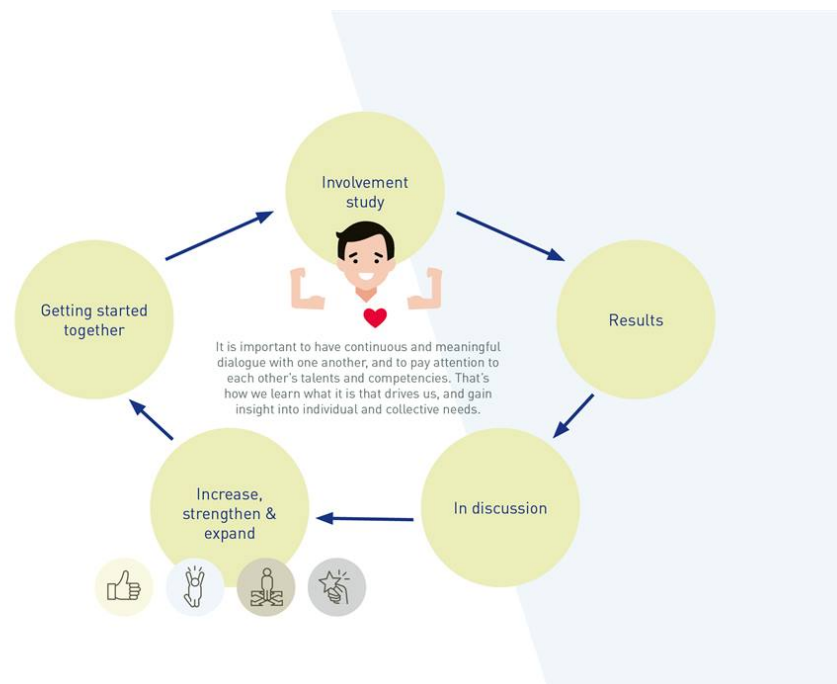 Involvement
study
Getting started
together
Results
It is important to have continuous and meaningful
dialogue with one another, and to pay attention to
each other's talents and competencies. That's
how we learn what it is that drives us, and gain
insight into individual and collective needs.
Increase,
strengthen &
expand
In discussion